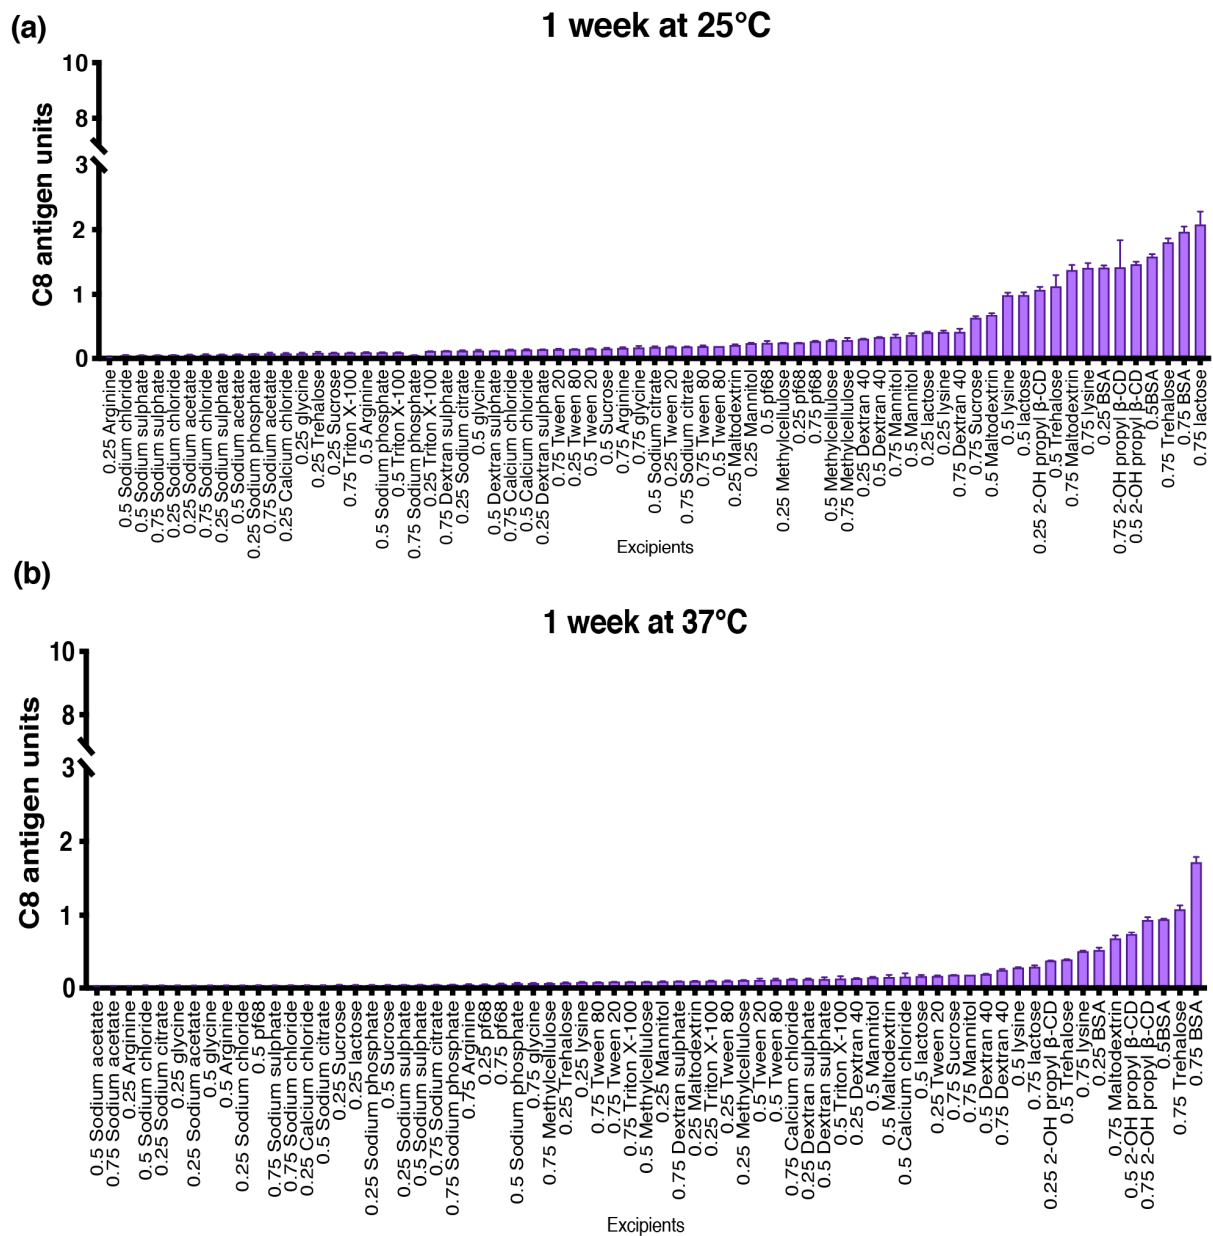 (a)
1 week at 25°C
C8 antigen units
10
8
3
2
1
0
0.25 Arginine
0.5 Sodium chloride
0.5 Sodium sulphate
0.75 Sodium sulphate
0.25 Sodium chloride
0.25 Sodium acetate
0.75 Sodium chloride
0.25 Sodium sulphate
0.5 Sodium acetate
0.25 Sodium phosphate
0.75 Sodium acetate
0.25 Calcium chloride
0.25 glycine
0.25 Trehalose
0.25 Sucrose
0.75 Triton X-100
0.5 Arginine
0.5 Sodium phosphate
0.5 Triton X-100
0.75 Sodium phosphate
0.25 Triton X-100
0.75 Dextran sulphate
0.25 Sodium citrate
0.5 glycine
0.5 Dextran sulphate
0.75 Calcium chloride
0.5 Calcium chloride
0.25 Dextran sulphate
0.75 Tween 20
0.25 Tween 80
0.5 Tween 20
0.5 Sucrose
0.75 Arginine
0.75 glycine
0.5 Sodium citrate
0.25 Tween 20
0.75 Sodium citrate
0.75 Tween 80
0.5 Tween 80
0.25 Maltodextrin
0.25 Mannitol
0.5 pf68
0.25 Methylcellulose
0.25 pf68
0.75 pf68
0.5 Methylcellulose
0.75 Methylcellulose
0.25 Dextran 40
0.5 Dextran 40
0.75 Mannitol
0.5 Mannitol
0.25 lactose
0.25 lysine
0.75 Dextran 40
0.75 Sucrose
0.5 Maltodextrin
0.5 lysine
0.5 lactose
0.25 2-OH propyl β-CD
0.5 Trehalose
0.75 Maltodextrin
0.75 lysine
0.25 BSA
0.75 2-OH propyl β-CD
0.5 2-OH propyl β-CD
0.5BSA
0.75 Trehalose
0.75 BSA
0.75 lactose
Excipients
(b)
1 week at 37°C
C8 antigen units
10
8
3
2
1
0
0.5 Sodium acetate
0.75 Sodium acetate
0.25 Arginine
0.5 Sodium chloride
0.25 Sodium citrate
0.25 glycine
0.25 Sodium acetate
0.5 glycine
0.5 Arginine
0.25 Sodium chloride
0.5 pf68
0.75 Sodium sulphate
0.75 Sodium chloride
0.25 Calcium chloride
0.5 Sodium citrate
0.25 Sucrose
0.25 lactose
0.25 Sodium phosphate
0.5 Sucrose
0.25 Sodium sulphate
0.5 Sodium sulphate
0.75 Sodium citrate
0.75 Sodium phosphate
0.75 Arginine
0.25 pf68
0.75 pf68
0.5 Sodium phosphate
0.75 glycine
0.75 Methylcellulose
0.25 Trehalose
0.25 lysine
0.75 Tween 80
0.75 Tween 20
0.75 Triton X-100
0.5 Methylcellulose
0.25 Mannitol
0.75 Dextran sulphate
0.25 Maltodextrin
0.25 Triton X-100
0.25 Tween 80
0.25 Methylcellulose
0.5 Tween 20
0.5 Tween 80
0.75 Calcium chloride
0.25 Dextran sulphate
0.5 Dextran sulphate
0.5 Triton X-100
0.25 Dextran 40
0.5 Mannitol
0.5 Maltodextrin
0.5 Calcium chloride
0.5 lactose
0.25 Tween 20
0.75 Sucrose
0.75 Mannitol
0.5 Dextran 40
0.75 Dextran 40
0.5 lysine
0.75 lactose
0.25 2-OH propyl β-CD
0.5 Trehalose
0.75 lysine
0.25 BSA
0.75 Maltodextrin
0.5 2-OH propyl β-CD
0.75 2-OH propyl β-CD
0.5BSA
0.75 Trehalose
0.75 BSA
Excipients